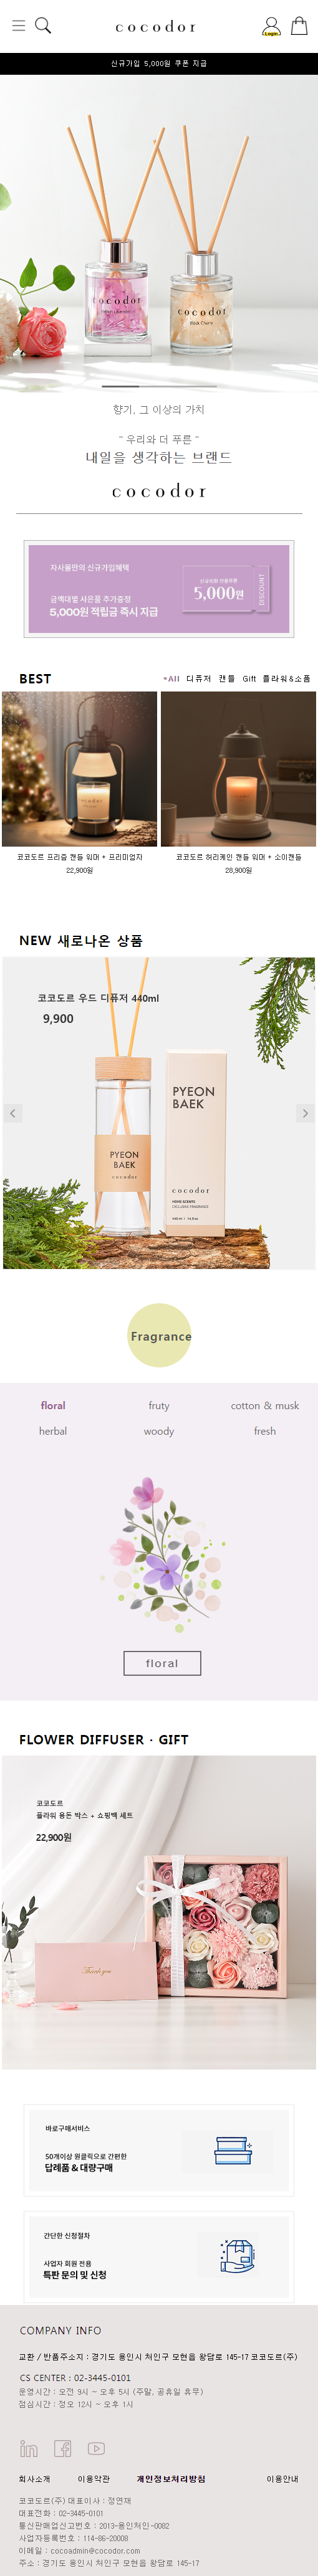 cocodor
Login
신규가입 5,000원 쿠폰 지급
cocodor
cocodor
Black Cherry
향기, 그 이상의 가치
" 우리와 더 푸른 "
내일을 생각하는 브랜드
cocodor
자사몰만의 신규가입혜택
금액대별 사은품 추가증정
5,000원 적립금 즉시 지급
신규회원 전용쿠폰
5,000원
DISCOUNT
BEST
*All 디퓨저 캔들 Gift 플라워&소품
코코도르 프리즘 캔들 워머 + 프리미엄자
22,900원
코코도르 허리케인 캔들 워머 + 소이캔들
28,900원
NEW 새로나온 상품
코코도르 우드 디퓨저 440ml
9,900
PYEON
BAEK
cocodor
PYEON
BAEK
cocodor
HOME SCENTS
Fragrance
floral fruty cotton & musk
herbal woody fresh
floral
FLOWER DIFFUSER · GIFT
코코도르
플라워 용돈 박스 + 쇼핑백 세트
22,900원
Thank you
바로구매서비스
50개이상 원클릭으로 간편한
답례품 & 대량구매
간단한 신청절차
사업자 회원 전용
특판 문의 및 신청
COMPANY INFO
교환 / 반품주소지 : 경기도 용인시 처인구 모현읍 왕담로 145-17 코코도르(주)
CS CENTER : 02-3445-0101
운영시간 : 오전 9시 ~ 오후 5시 (주말, 공휴일 휴무)
점심시간 : 정오 12시 ~ 오후 1시
회사소개 이용약관 개인정보처리방침 이용안내
코코도르(주) 대표이사 : 정연재
대표전화 : 02-3445-0101
통신판매업신고번호 : 2013-용인처인-0082
사업자등록번호 : 114-86-20008
이메일 : cocoadmin@cocodor.com
주소 : 경기도 용인시 처인구 모현읍 왕담로 145-17